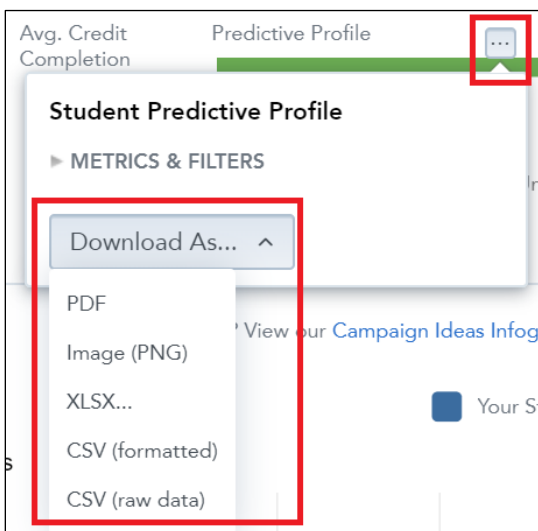 Avg. Credit
Completion
Predictive Profile
...
Student Predictive Profile
METRICS & FILTERS
Download As...
PDF
Image (PNG)
XLSX...
CSV (formatted)
CSV (raw data)
? View our Campaign Ideas Infog
Your S
s